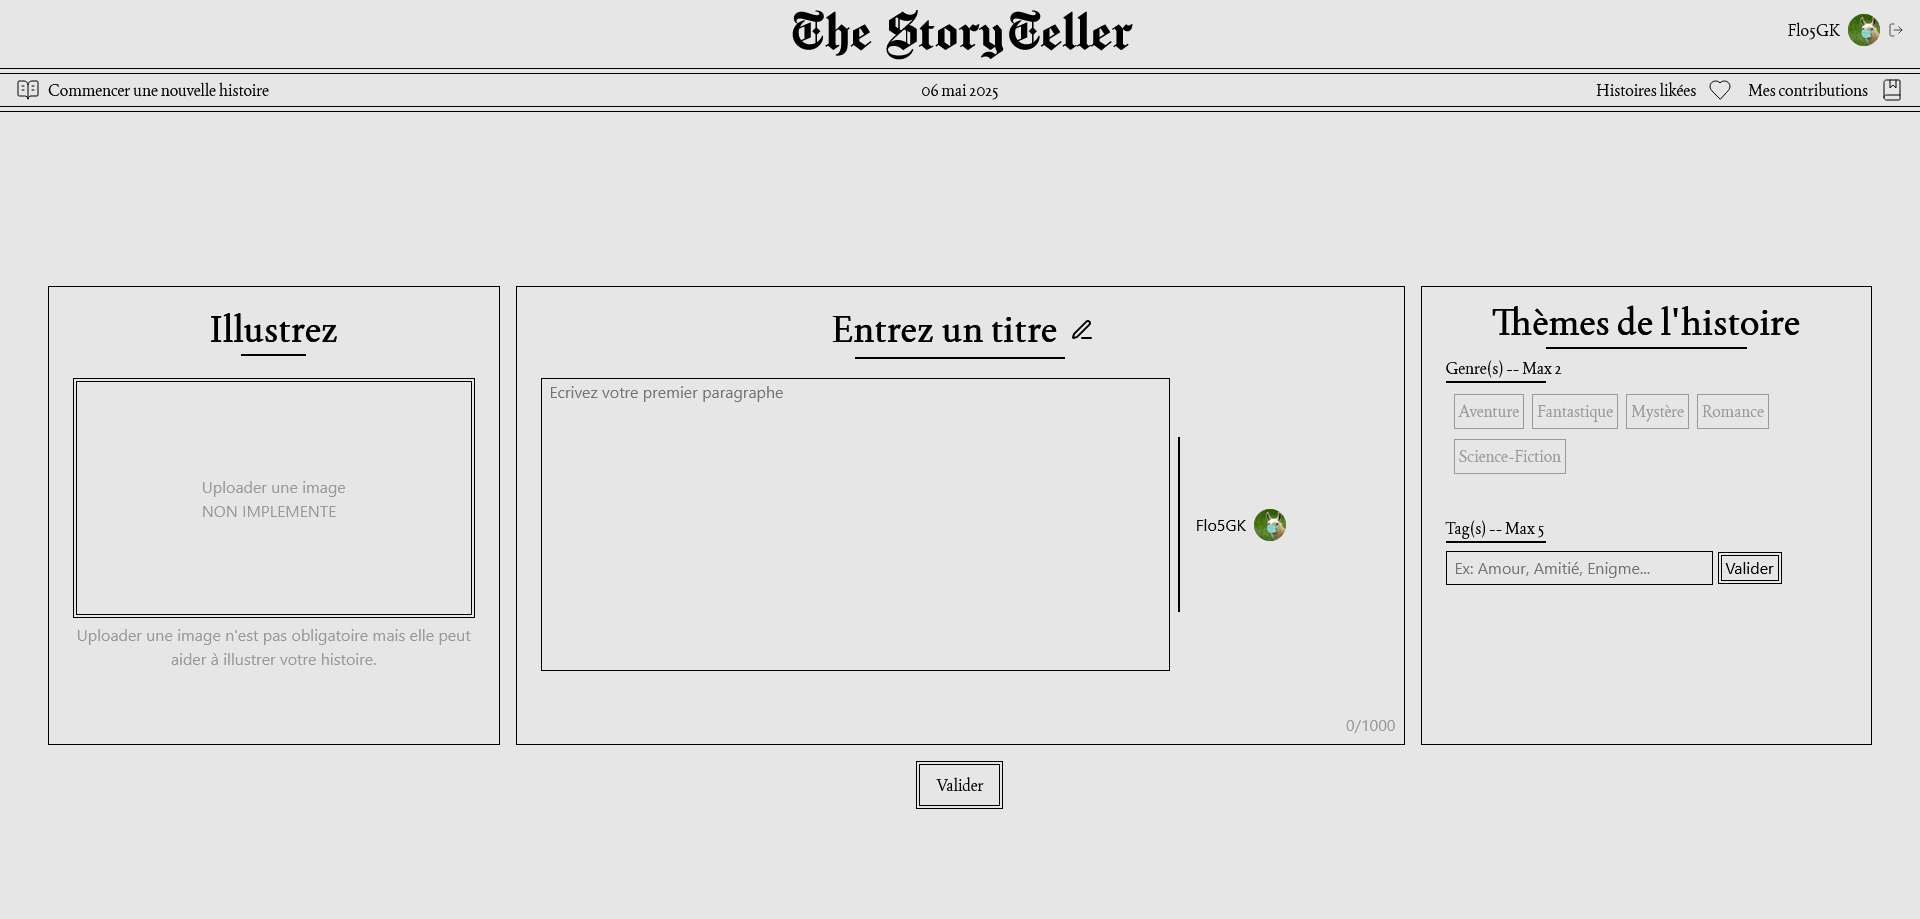 The StoryTeller
Flo5GK
Commencer une nouvelle histoire
06 mai 2025
Histoires likées
Mes contributions
Illustrez
Uploader une image
NON IMPLEMENTE
Uploader une image n'est pas obligatoire mais elle peut
aider à illustrer votre histoire.
Entrez un titre
Ecrivez votre premier paragraphe
Flo5GK
0/1000
Thèmes de l'histoire
Genre(s) -- Max 2
Aventure Fantastique Mystère Romance
Science-Fiction
Tag(s) -- Max 5
Ex: Amour, Amitié, Enigme... Valider
Valider